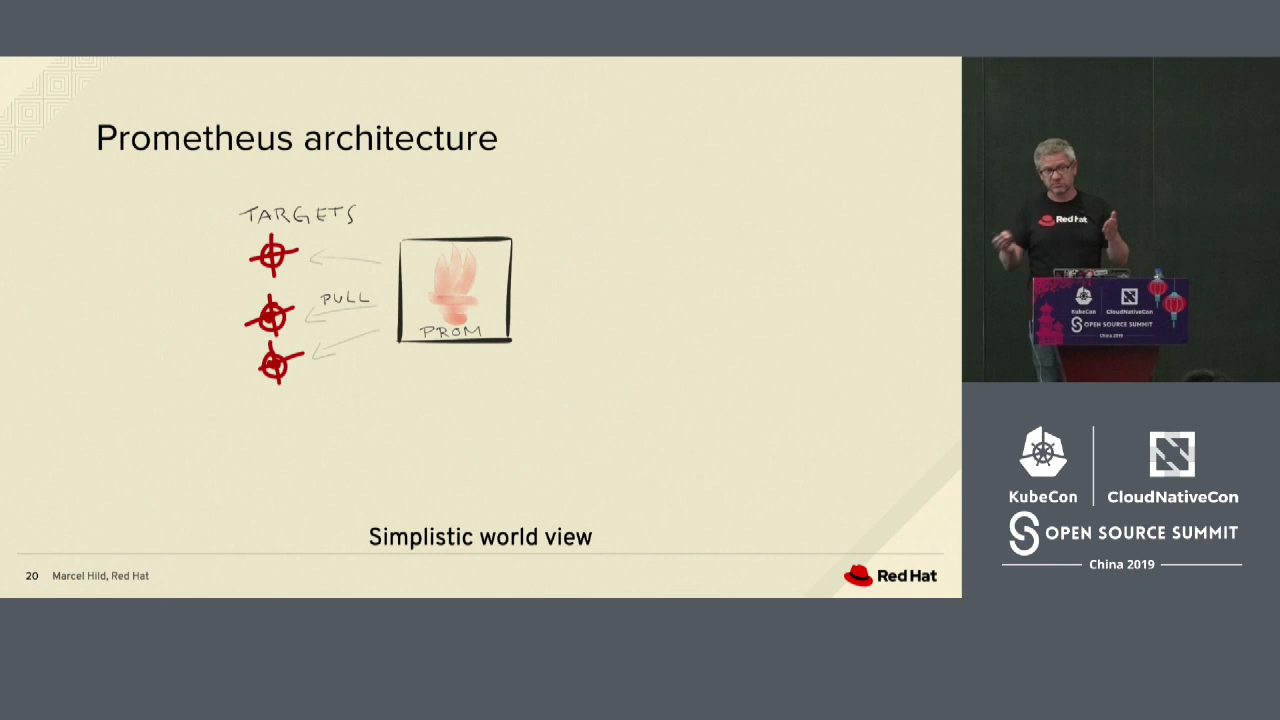 Prometheus architecture
TARGETS
PULL
PROM
Simplistic world view
20 Marcel Hild, Red Hat
Red Hat
Red Hat
KubeCon CloudNativeCon
OPEN SOURCE SUMMIT
China 2019
KubeCon CloudNativeCon
OPEN SOURCE SUMMIT
China 2019